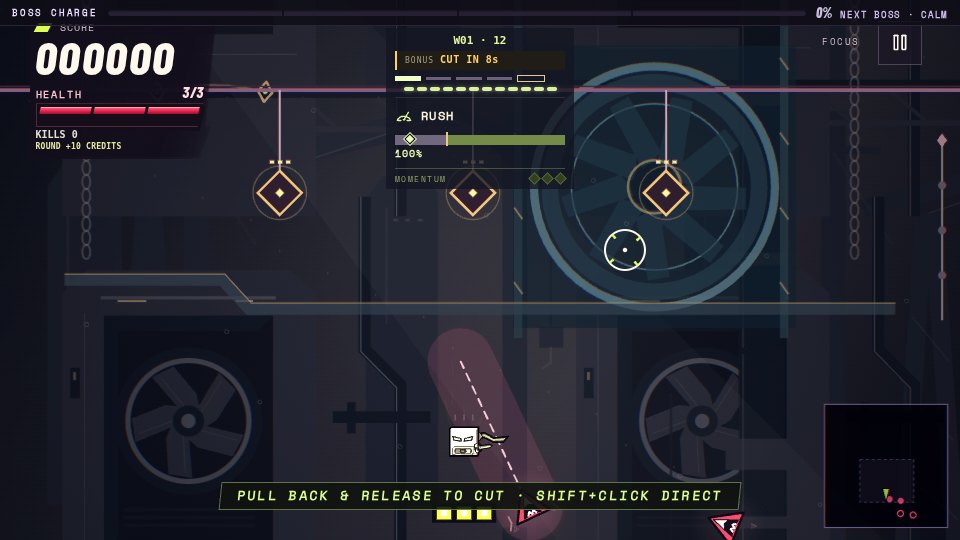 BOSS CHARGE
0% NEXT BOSS · CALM
SCORE
000000
HEALTH 3/3
KILLS 0
ROUND +10 CREDITS
W01 · 12
BONUS CUT IN 8s
RUSH
100%
MOMENTUM
FOCUS
PULL BACK & RELEASE TO CUT · SHIFT+CLICK DIRECT